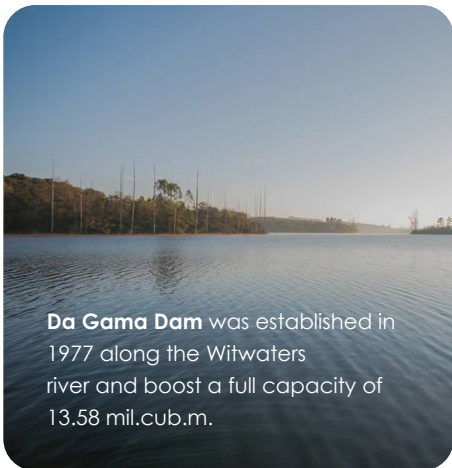 Da Gama Dam was established in
1977 along the Witwaters
river and boost a full capacity of
13.58 mil.cub.m.